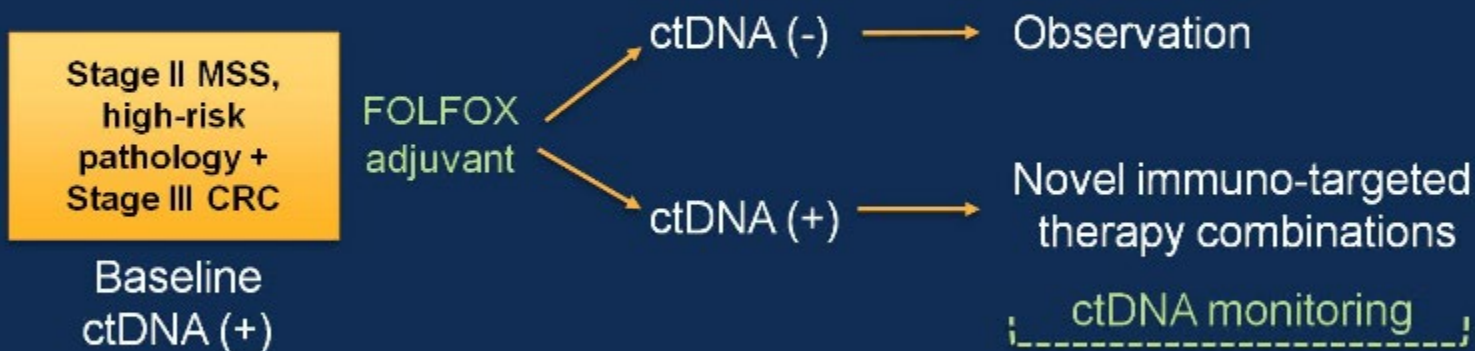 Stage II MSS,
high-risk
pathology +
Stage III CRC
Baseline
ctDNA (+)
FOLFOX
adjuvant
ctDNA (-)
Observation
ctDNA (+)
Novel immuno-targeted
therapy combinations
ctDNA monitoring